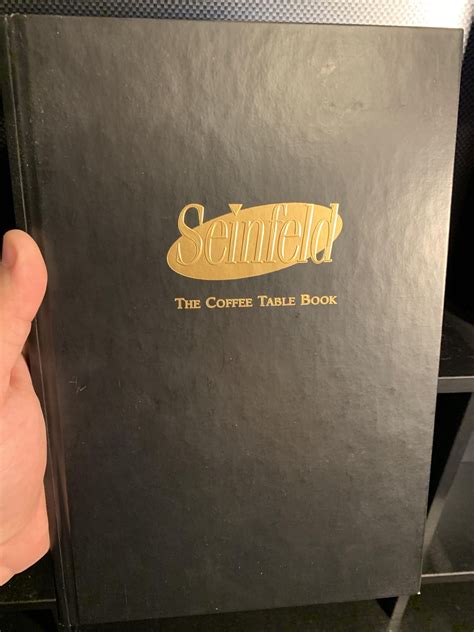 Seinfeld
THE COFFEE TABLE BOOK